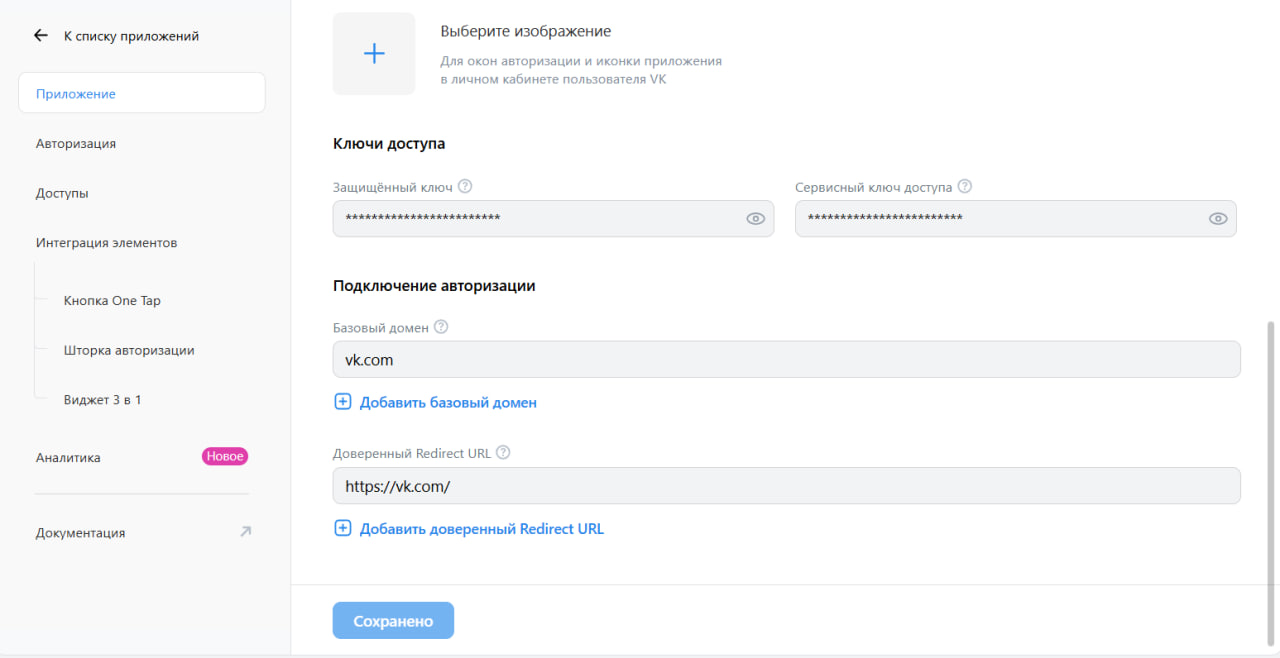 К списку приложений
Приложение
Авторизация
Доступы
Интеграция элементов
Кнопка One Tap
Шторка авторизации
Виджет 3 в 1
Аналитика
Новое
Документация
Выберите изображение
Для окон авторизации и иконки приложения
в личном кабинете пользователя VK
Ключи доступа
Защищённый ключ
************************
Сервисный ключ доступа
************************
Подключение авторизации
Базовый домен
vk.com
Добавить базовый домен
Доверенный Redirect URL
https://vk.com/
Добавить доверенный Redirect URL
Сохранено